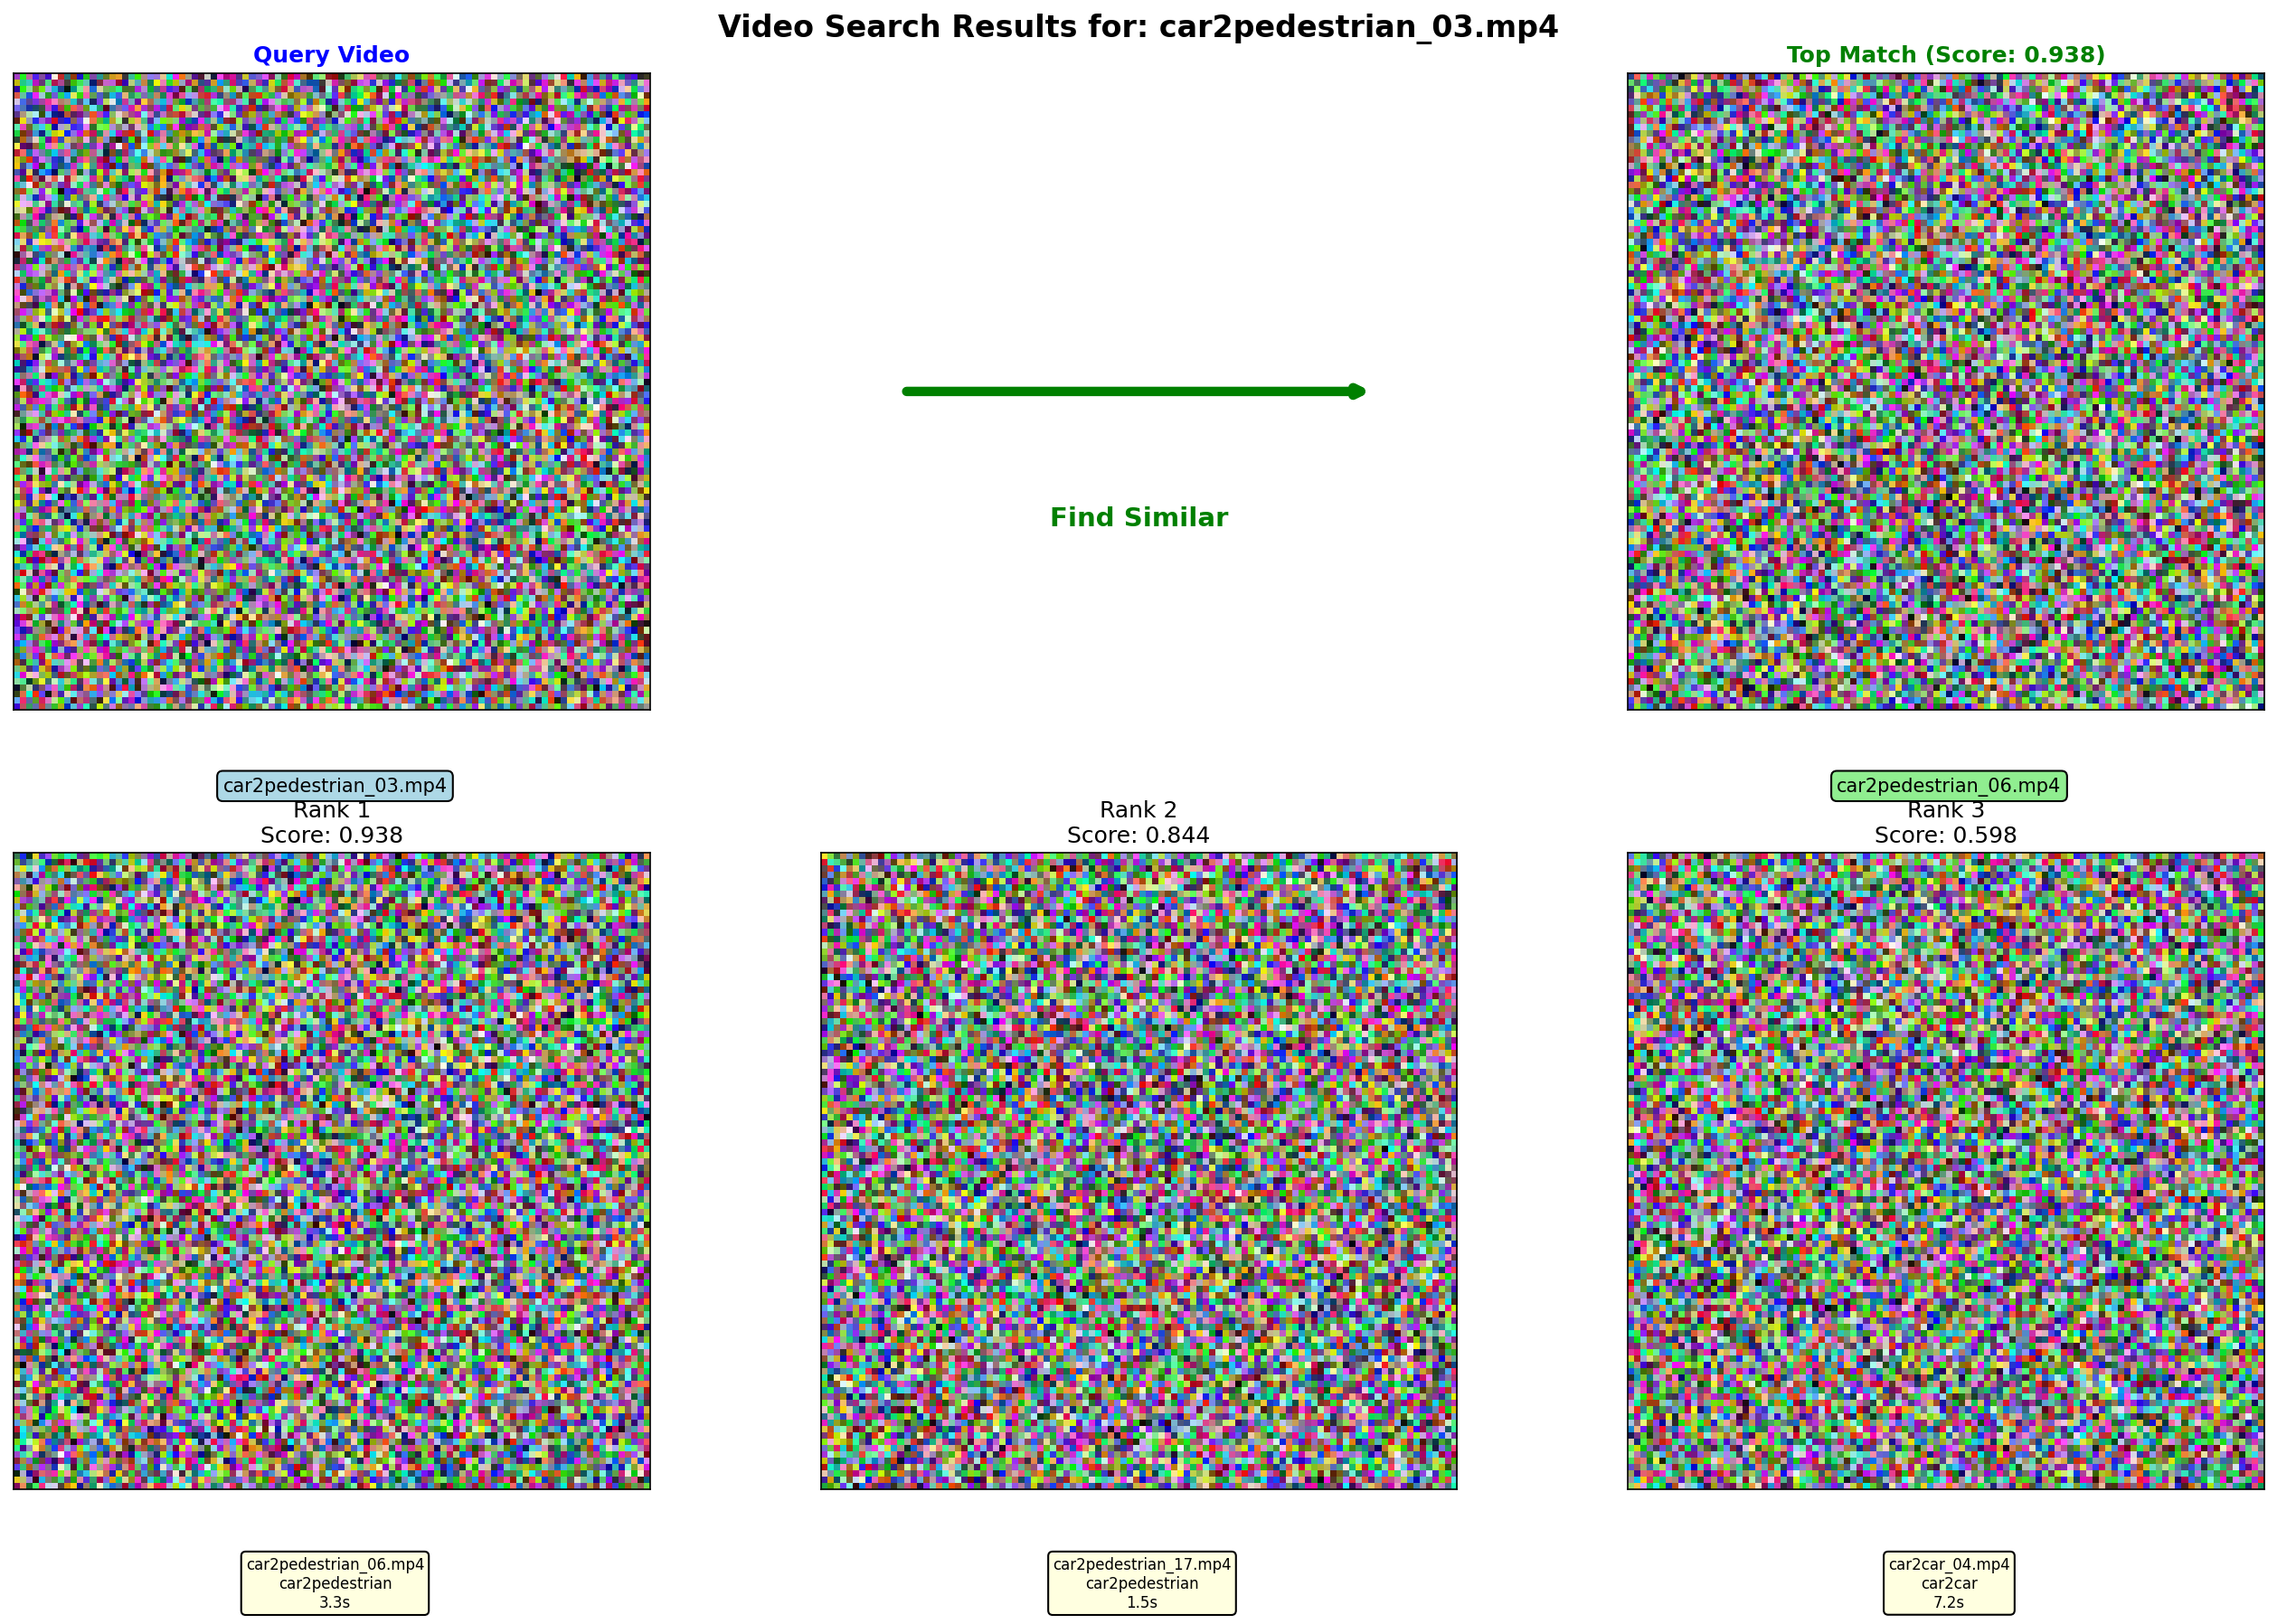 Video Search Results for: car2pedestrian_03.mp4
Query Video
Top Match (Score: 0.938)
Find Similar
car2pedestrian_03.mp4
car2pedestrian_06.mp4
Rank 1
Score: 0.938
Rank 2
Score: 0.844
Rank 3
Score: 0.598
car2pedestrian_06.mp4
car2pedestrian
3.3s
car2pedestrian_17.mp4
car2pedestrian
1.5s
car2car_04.mp4
car2car
7.2s